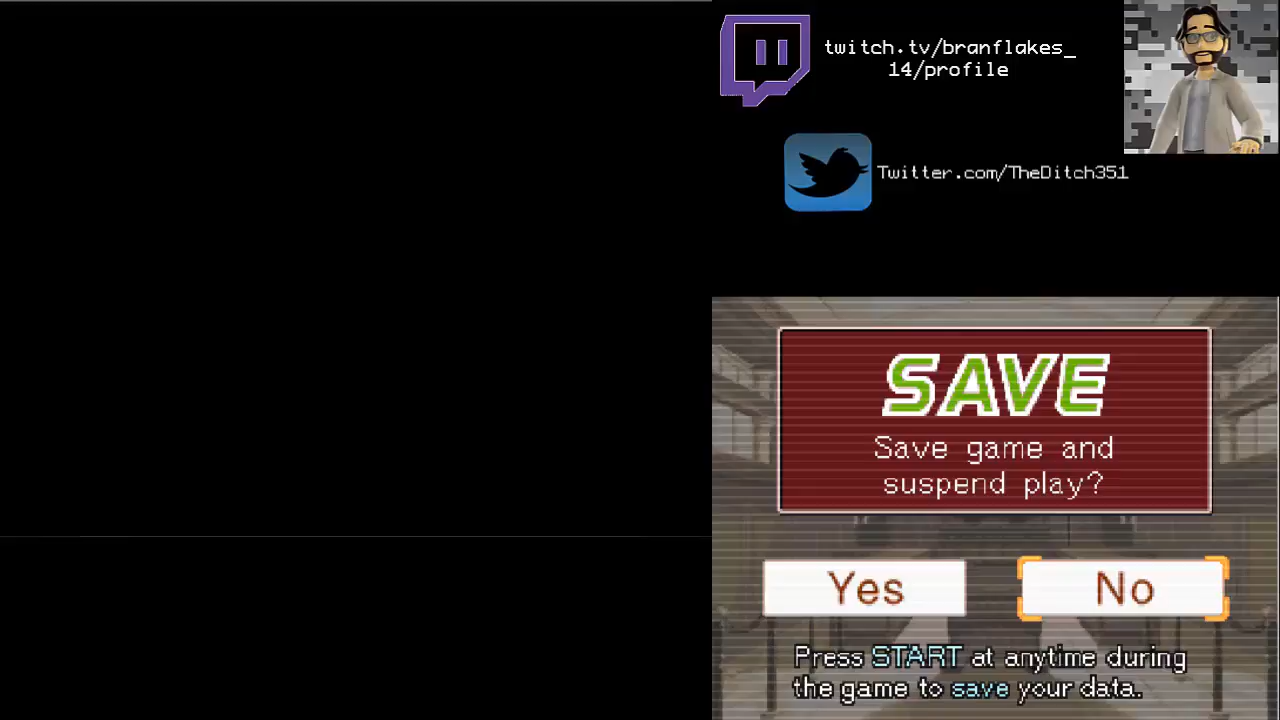 twitch.tv/branflakes_
14/profile
Twitter.com/TheDitch351
SAVE
Save game and
suspend play?
Yes
No
Press START at anytime during
the game to save your data.